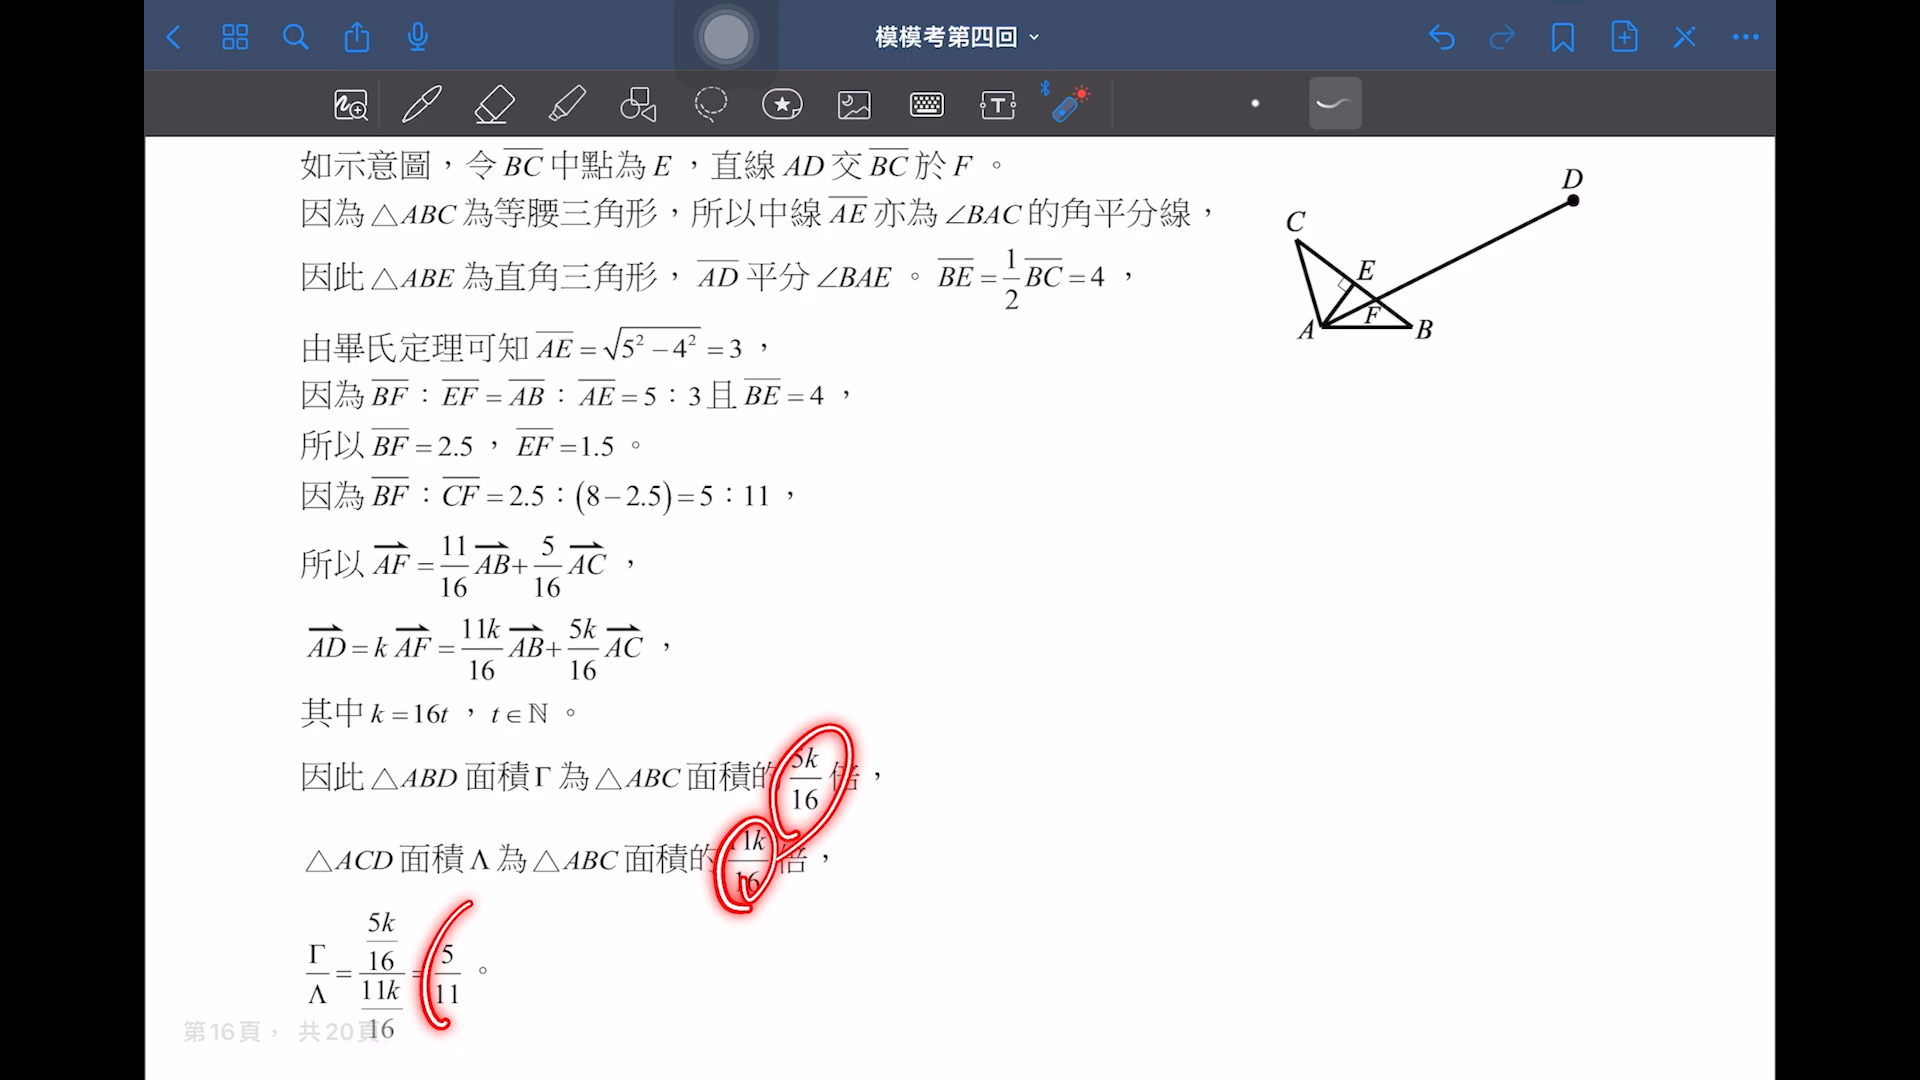 模模考第四回
如示意圖，令 BC 中點為 E ，直線 AD 交 BC 於 F 。
因為 △ABC 為等腰三角形，所以中線 AE 亦為 ∠BAC 的角平分線，
因此 △ABE 為直角三角形， AD 平分 ∠BAE 。 BE = 1/2 BC = 4 ，
由畢氏定理可知 AE = √(5² − 4²) = 3 ，
因為 BF : EF = AB : AE = 5 : 3 且 BE = 4 ，
所以 BF = 2.5 ， EF = 1.5 。
因為 BF : CF = 2.5 : (8 − 2.5) = 5 : 11 ，
所以 AF = 11/16 AB + 5/16 AC ，
AD = k AF = 11k/16 AB + 5k/16 AC ，
其中 k = 16t ， t ∈ ℕ 。
因此 △ABD 面積 Γ 為 △ABC 面積的 5k/16 倍，
△ACD 面積 Λ 為 △ABC 面積的 11k/16 倍，
Γ/Λ = (5k/16)/(11k/16) = 5/11 。
第16頁， 共20頁
D
C
E
F
A
B